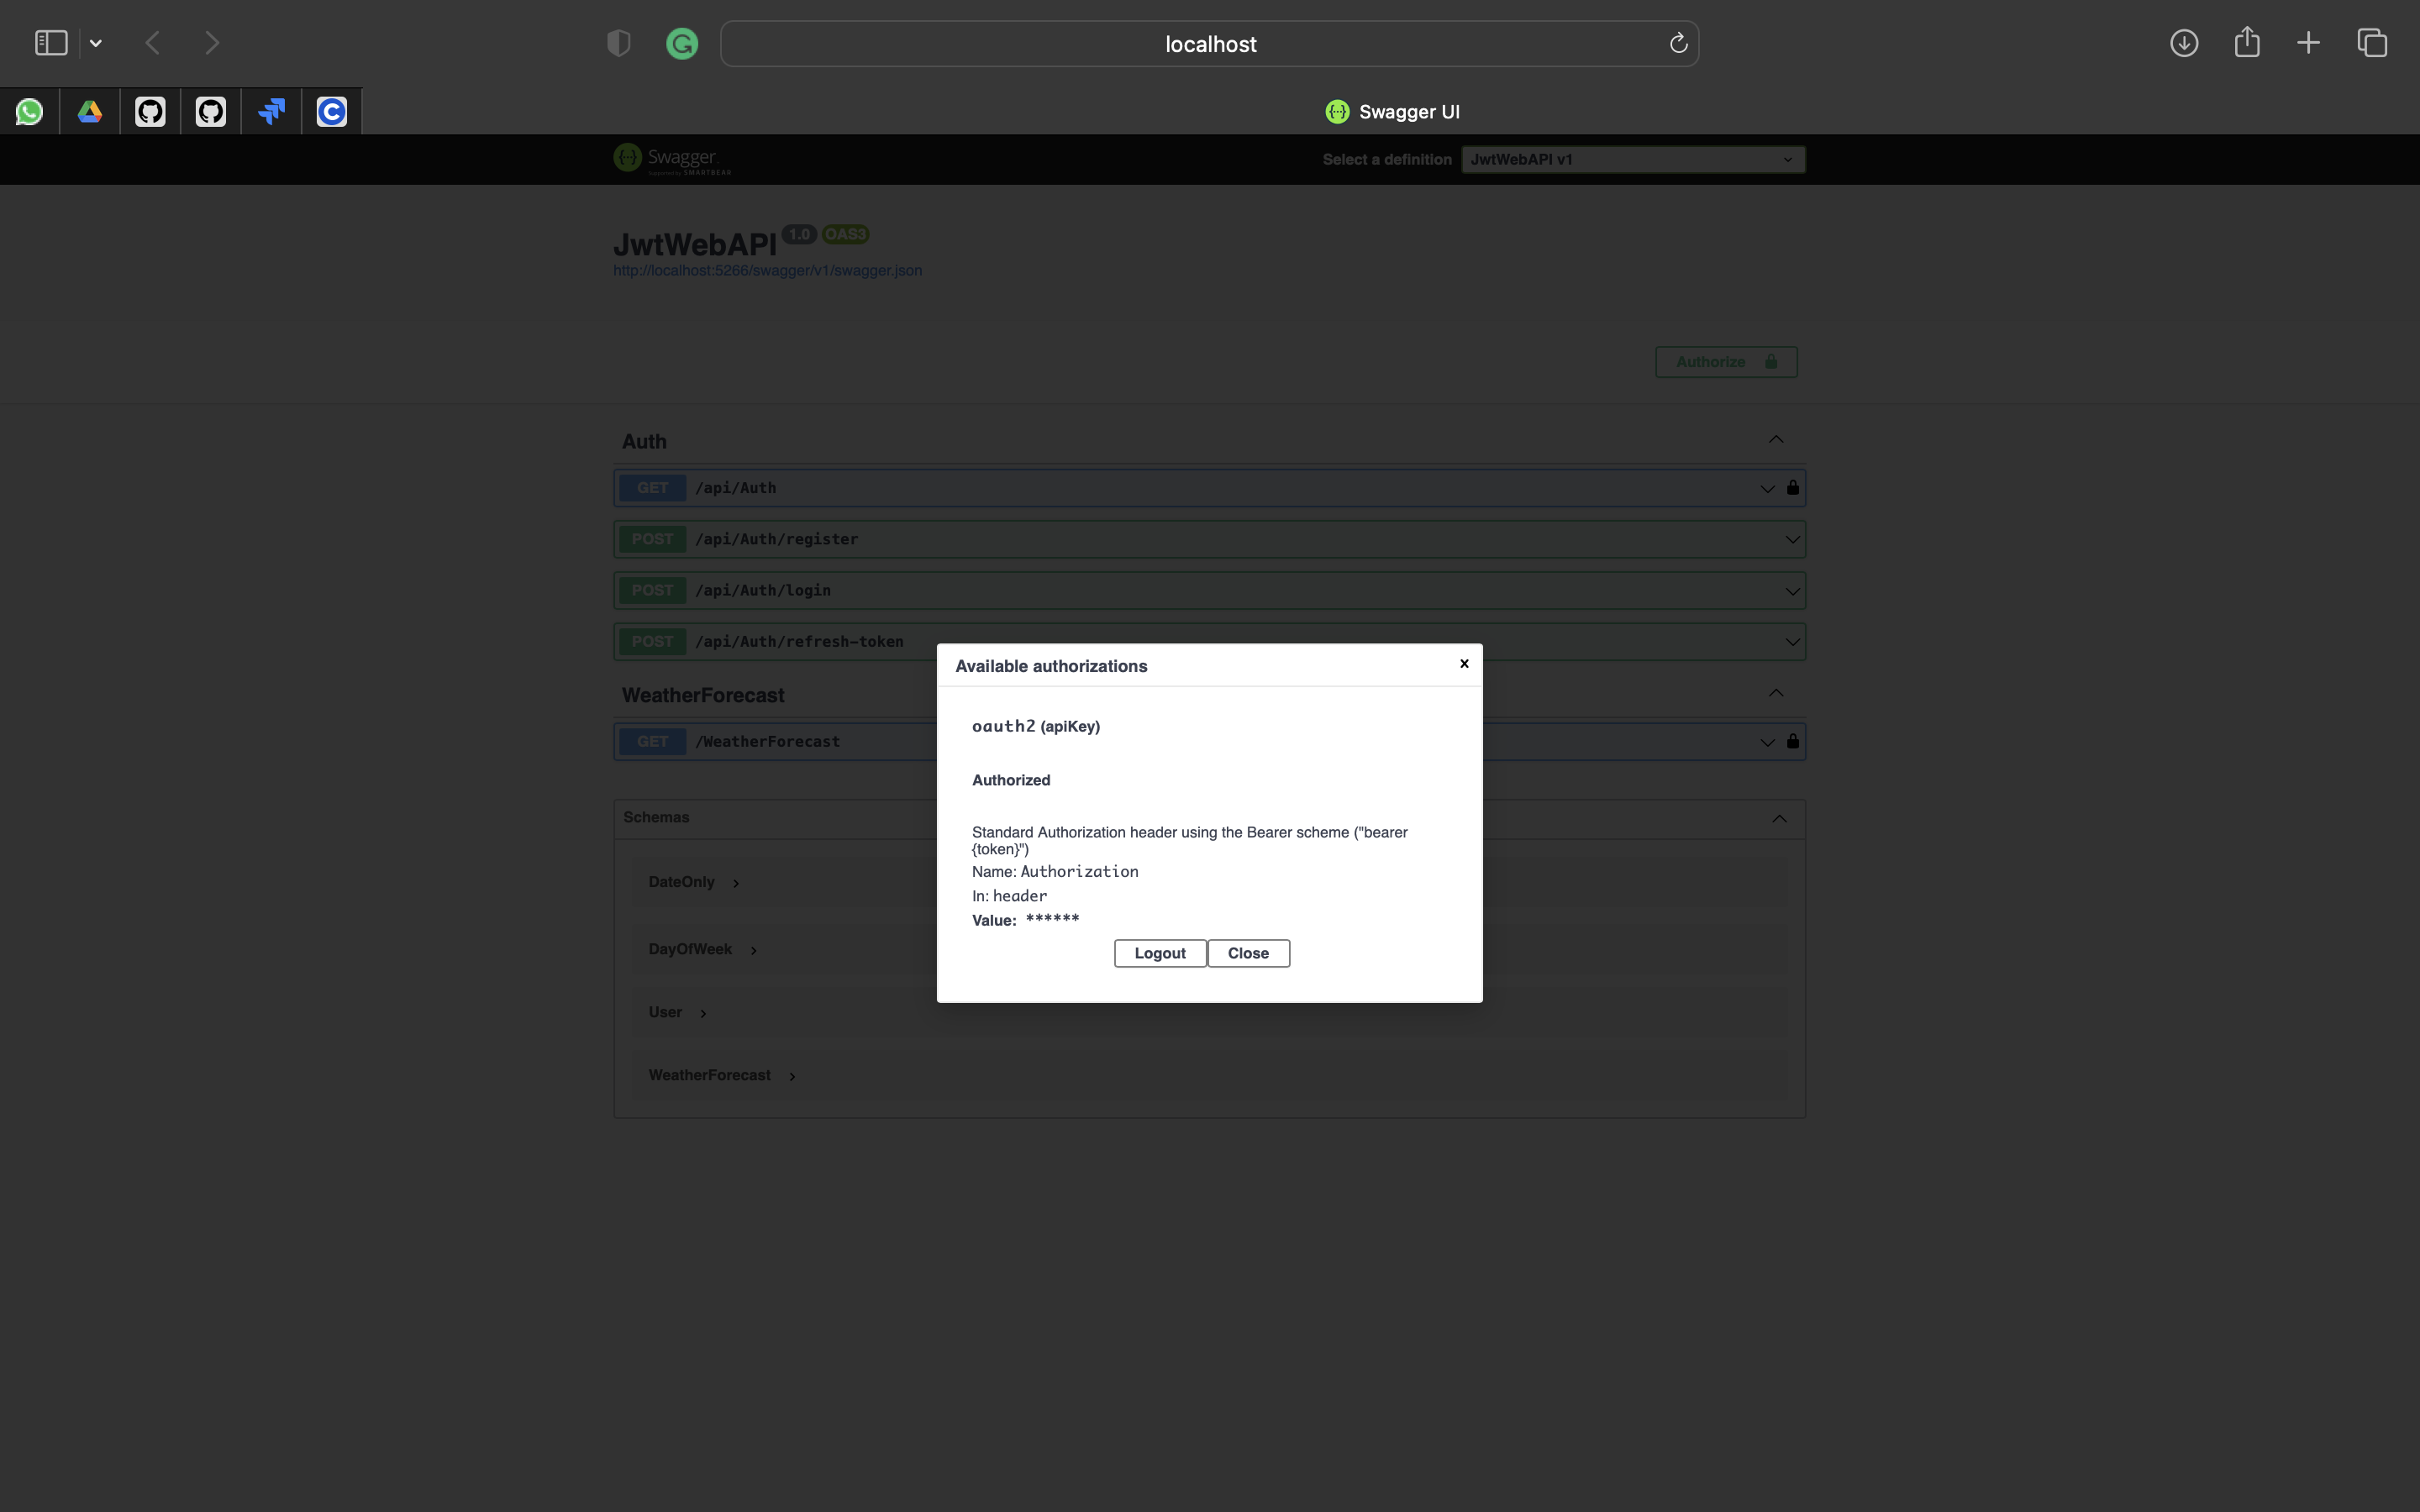 localhost
Swagger UI
Swagger
Supported by SMARTBEAR
Select a definition JwtWebAPI v1
JwtWebAPI 1.0 OAS3
http://localhost:5266/swagger/v1/swagger.json
Authorize
Auth
GET /api/Auth
POST /api/Auth/register
POST /api/Auth/login
POST /api/Auth/refresh-token
WeatherForecast
GET /WeatherForecast
Schemas
DateOnly
DayOfWeek
User
WeatherForecast
Available authorizations
oauth2 (apiKey)
Authorized
Standard Authorization header using the Bearer scheme ("bearer
{token}")
Name: Authorization
In: header
Value: ******
Logout Close